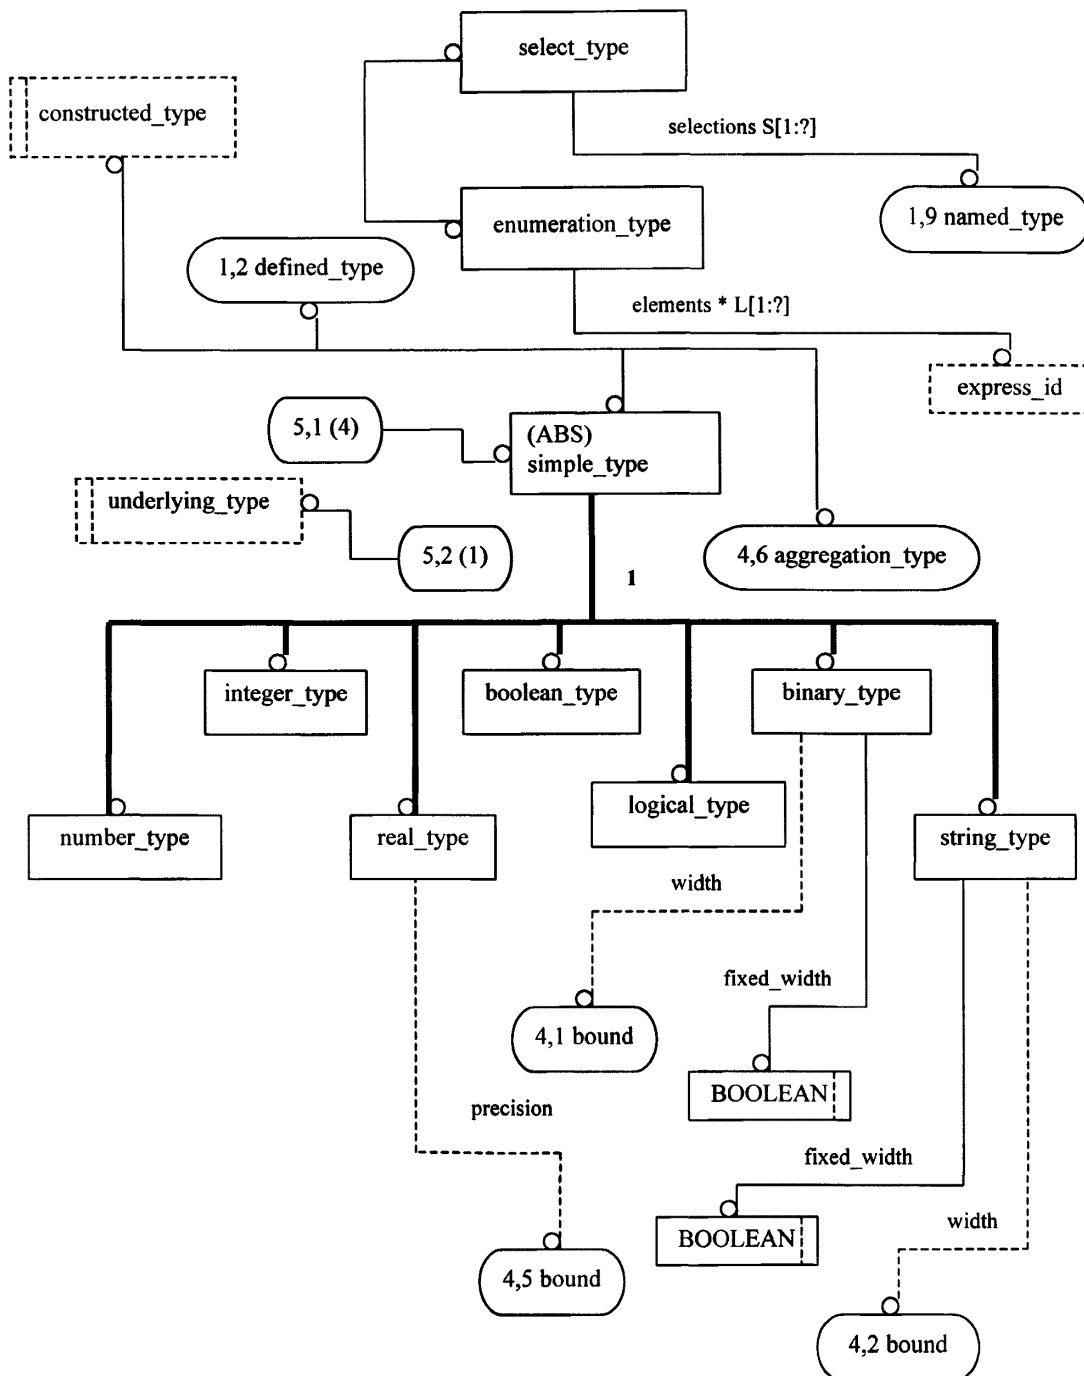 select_type
constructed_type
selections S[1:?]
1,9 named_type
enumeration_type
1,2 defined_type
elements * L[1:?]
express_id
5,1 (4)
(ABS)
simple_type
underlying_type
5,2 (1)
4,6 aggregation_type
1
integer_type
boolean_type
binary_type
logical_type
number_type
real_type
string_type
width
fixed_width
4,1 bound
BOOLEAN
precision
fixed_width
width
BOOLEAN
4,5 bound
4,2 bound